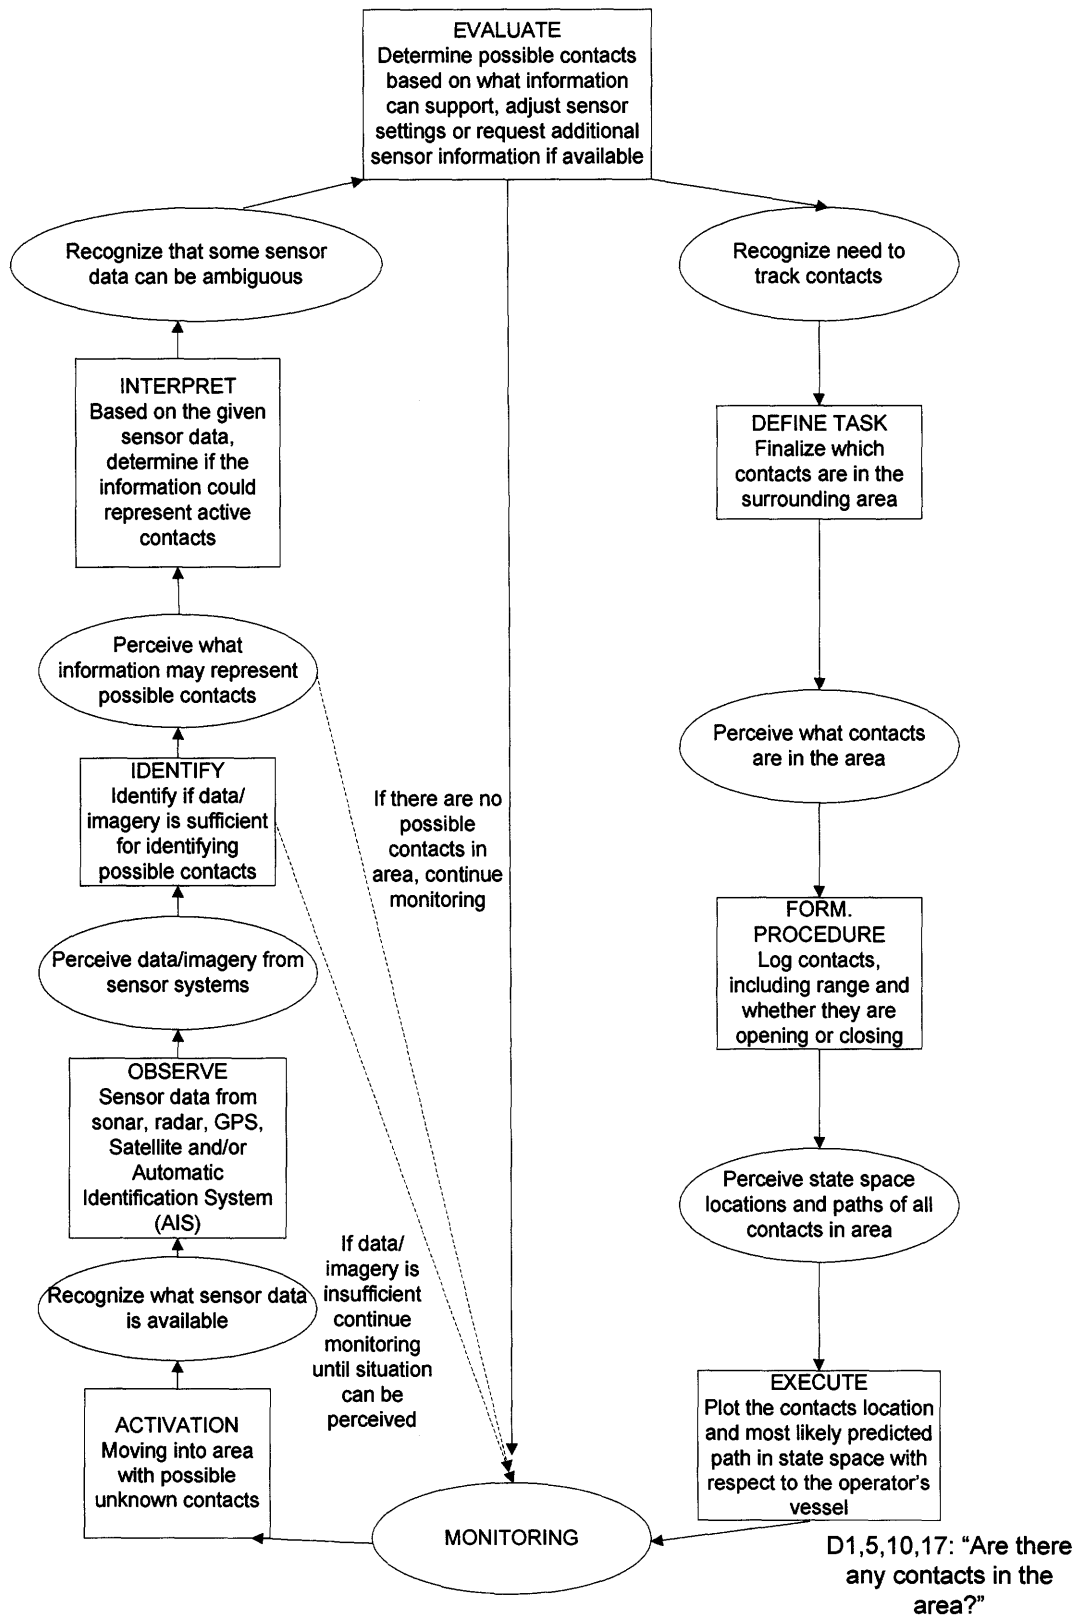 EVALUATE
Determine possible contacts
based on what information
can support, adjust sensor
settings or request additional
sensor information if available
Recognize that some sensor
data can be ambiguous
Recognize need to
track contacts
INTERPRET
Based on the given
sensor data,
determine if the
information could
represent active
contacts
DEFINE TASK
Finalize which
contacts are in the
surrounding area
Perceive what
information may represent
possible contacts
Perceive what contacts
are in the area
IDENTIFY
Identify if data/
imagery is sufficient
for identifying
possible contacts
If there are no
possible
contacts in
area, continue
monitoring
FORM.
PROCEDURE
Log contacts,
including range and
whether they are
opening or closing
Perceive data/imagery from
sensor systems
OBSERVE
Sensor data from
sonar, radar, GPS,
Satellite and/or
Automatic
Identification System
(AIS)
Perceive state space
locations and paths of all
contacts in area
Recognize what sensor data
is available
If data/
imagery is
insufficient
continue
monitoring
until situation
can be
perceived
EXECUTE
Plot the contacts location
and most likely predicted
path in state space with
respect to the operator's
vessel
ACTIVATION
Moving into area
with possible
unknown contacts
MONITORING
D1,5,10,17: “Are there
any contacts in the
area?”